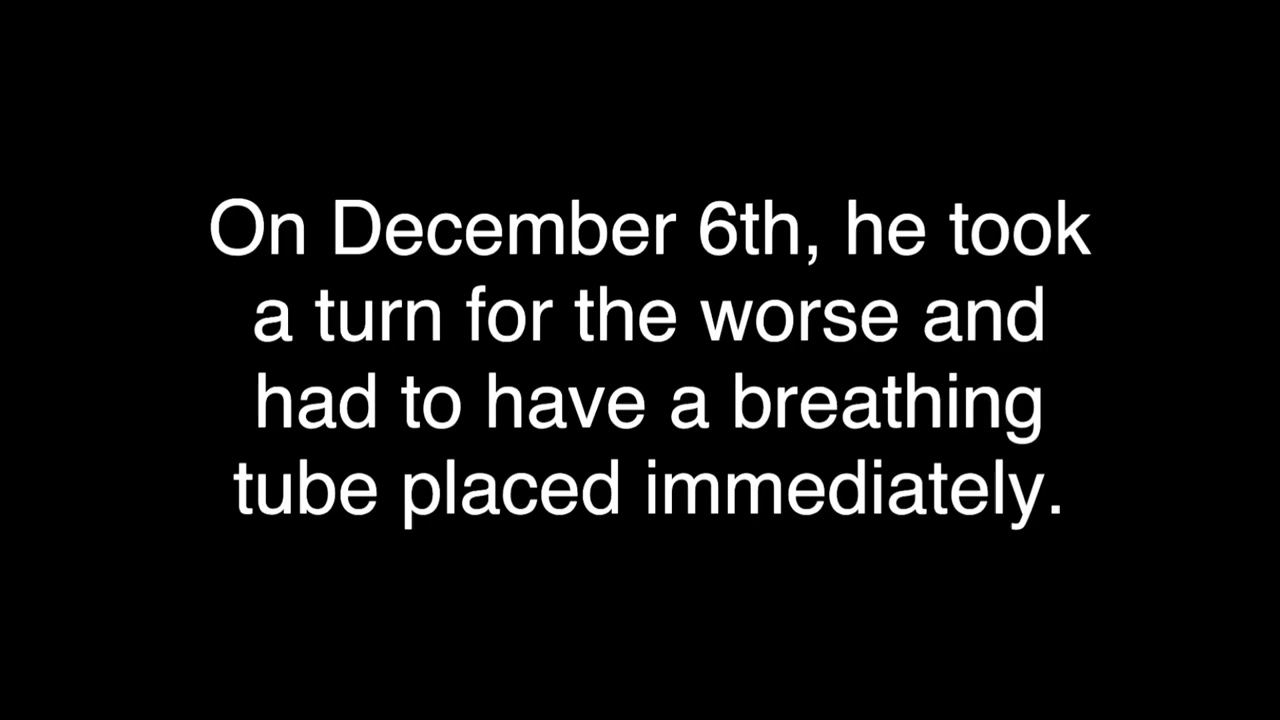 On December 6th, he took
a turn for the worse and
had to have a breathing
tube placed immediately.